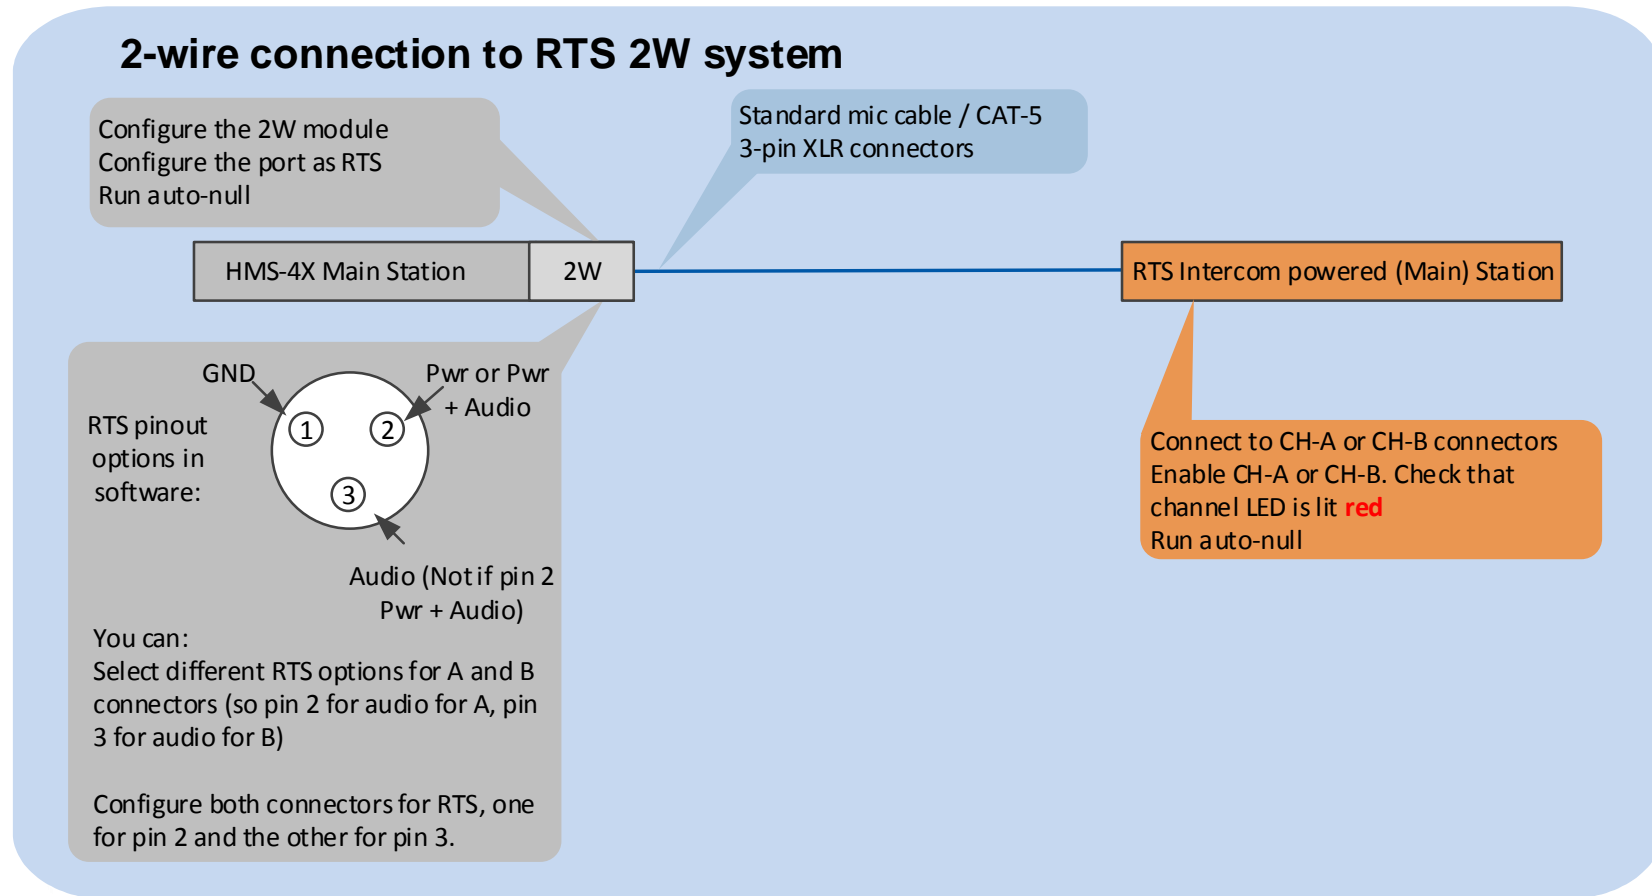 2-wire connection to RTS 2W system
Configure the 2W module
Configure the port as RTS
Run auto-null
Standard mic cable / CAT-5
3-pin XLR connectors
HMS-4X Main Station
2W
RTS Intercom powered (Main) Station
GND
Pwr or Pwr
+ Audio
RTS pinout
options in
software:
1
2
3
Audio (Not if pin 2
Pwr + Audio)
You can:
Select different RTS options for A and B
connectors (so pin 2 for audio for A, pin
3 for audio for B)
Configure both connectors for RTS, one
for pin 2 and the other for pin 3.
Connect to CH-A or CH-B connectors
Enable CH-A or CH-B. Check that
channel LED is lit red
Run auto-null